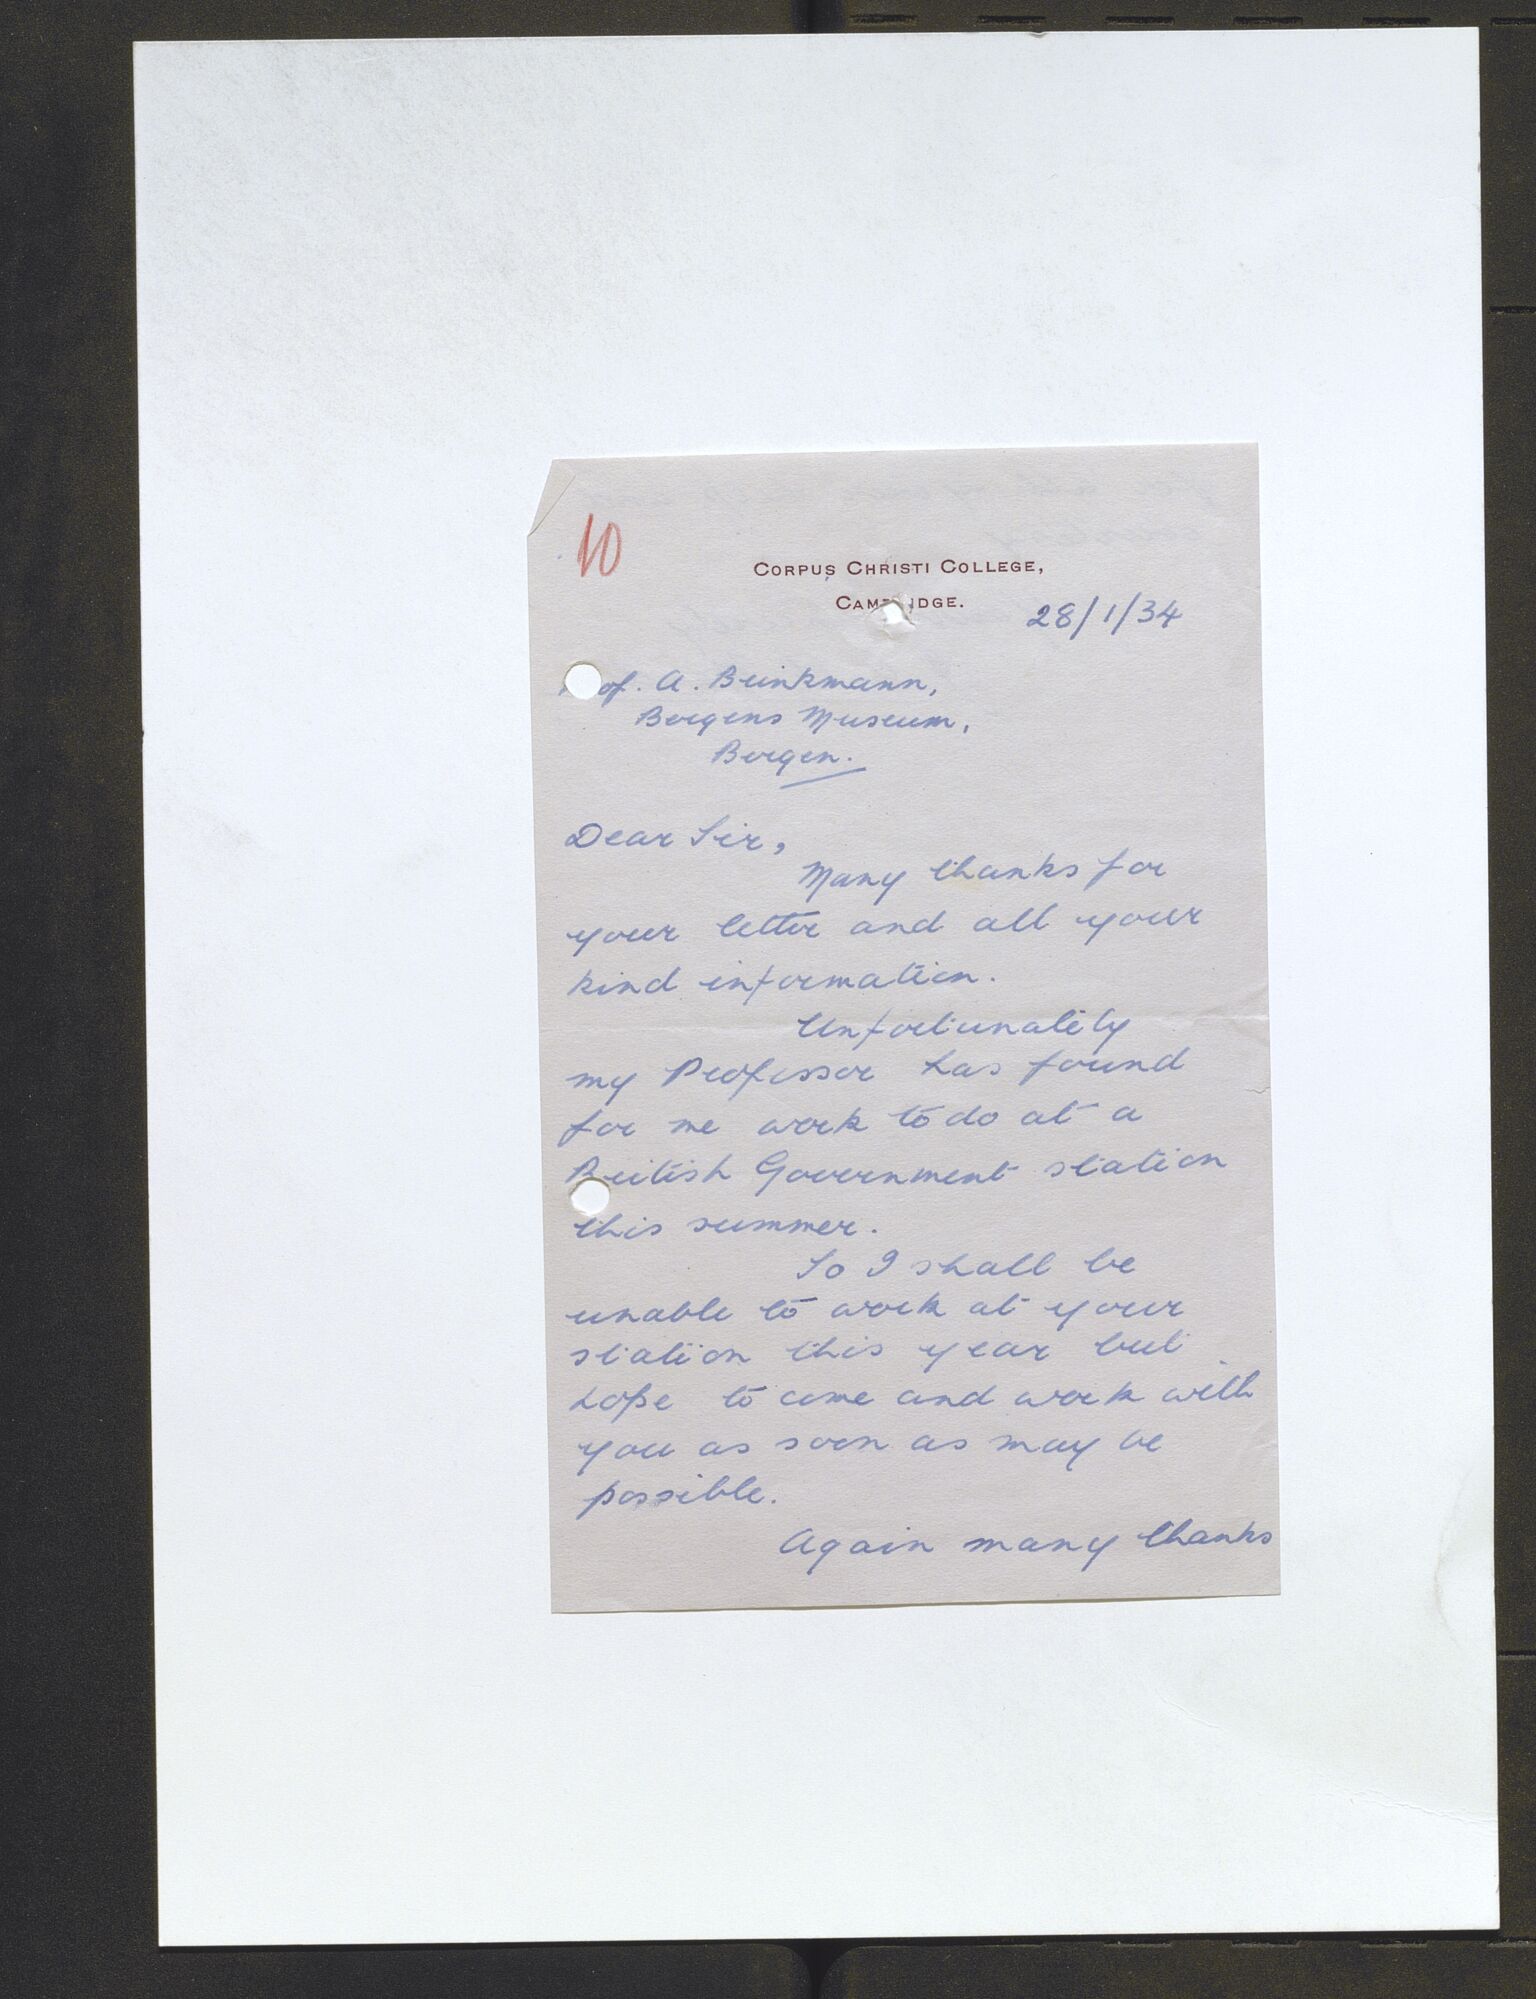 10
CORPUS CHRISTI COLLEGE,
CAMBRIDGE.
28/1/34
Prof. A. Brinkmann,
Bergens Museum,
Bergen.
Dear Sir,
Many thanks for
your letter and all your
kind information.
Unfortunately
my Professor has found
for me work to do at a
British Government station
this summer.
So I shall be
unable to work at your
station this year but
hope to come and work with
you as soon as may be
possible.
Again many thanks